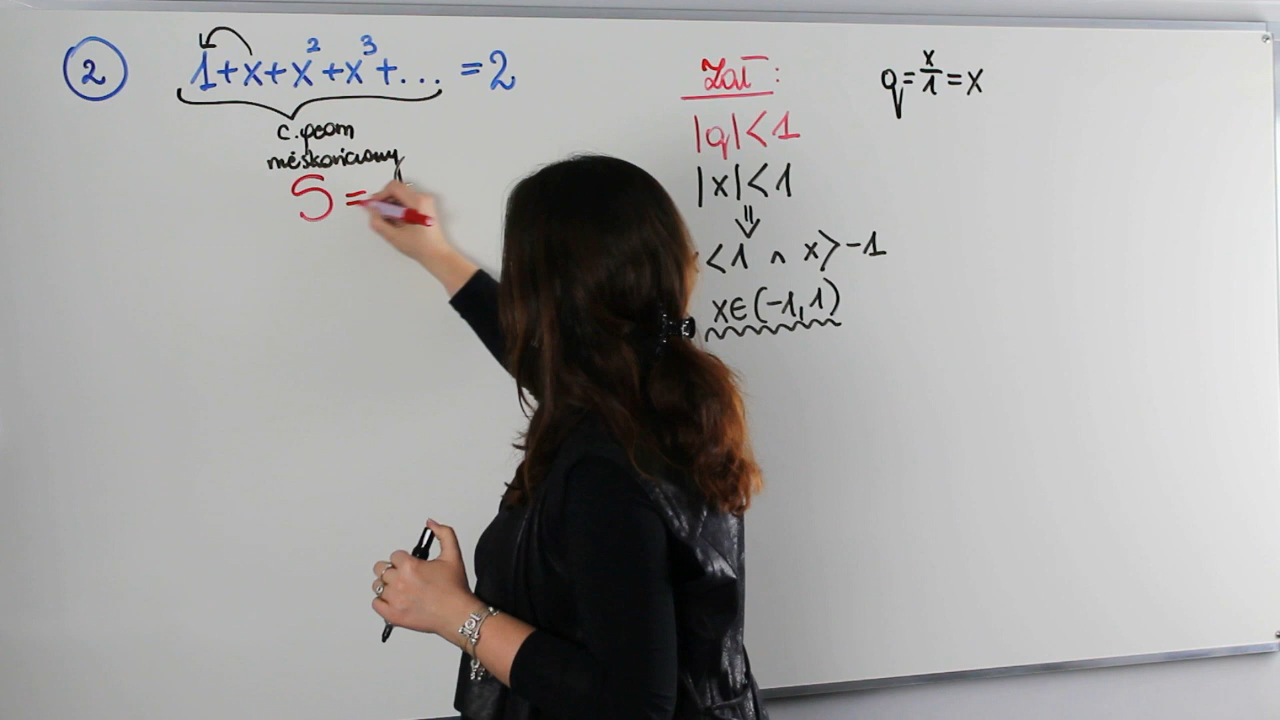 2 1+x+x²+x³+... =2
c. geom
nieskończony
S =
Zał:
|q|<1
|x|<1
⇓
<1 ∧ x>-1
x∈(-1,1)
q=x/1=x